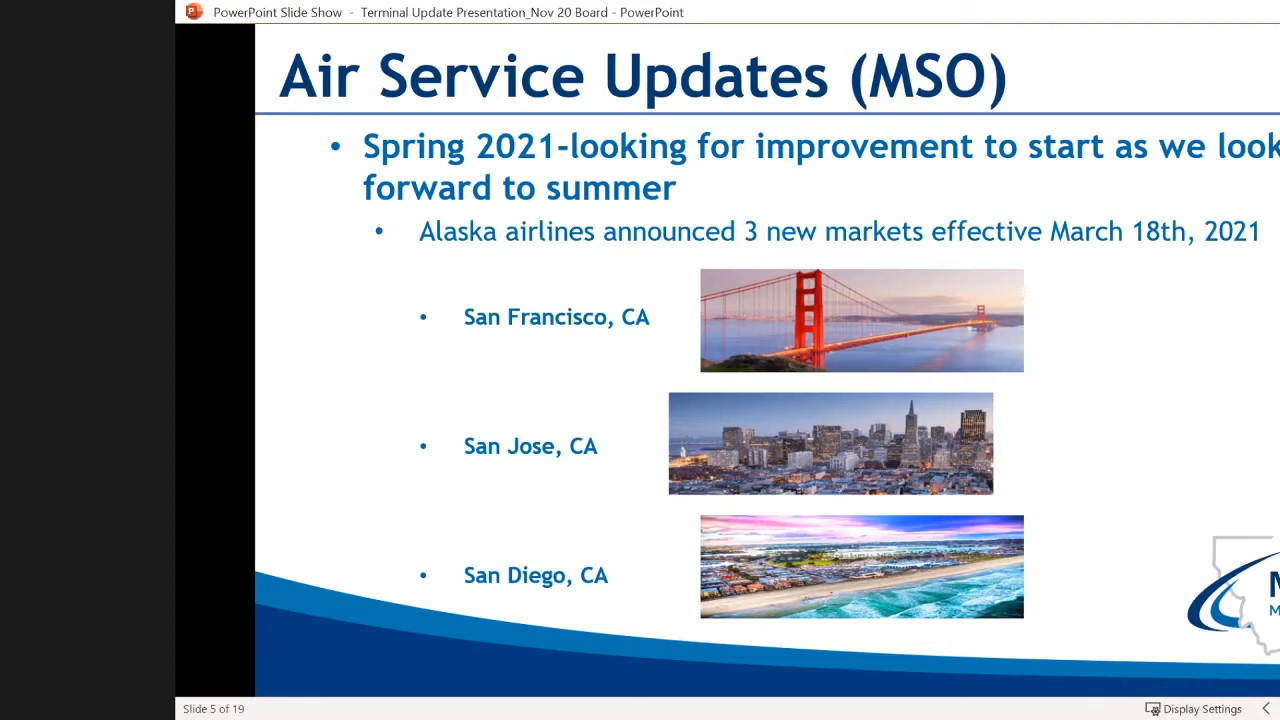 PowerPoint Slide Show - Terminal Update Presentation_Nov 20 Board - PowerPoint
Air Service Updates (MSO)
• Spring 2021-looking for improvement to start as we look
forward to summer
• Alaska airlines announced 3 new markets effective March 18th, 2021
• San Francisco, CA
• San Jose, CA
• San Diego, CA
Slide 5 of 19
Display Settings